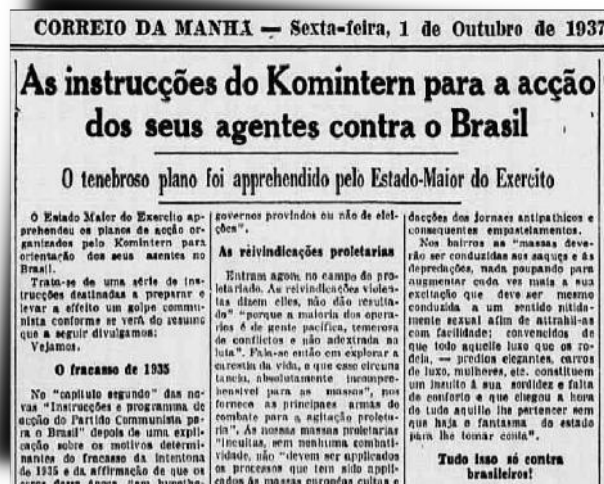 CORREIO DA MANHÃ — Sexta-feira, 1 de Outubro de 1937
As instrucções do Komintern para a acção
dos seus agentes contra o Brasil
O tenebroso plano foi apprehendido pelo Estado-Maior do Exercito
O Estado Maior do Exercito ap-
prehendeu os planos de acção or-
ganizados pelo Komintern para
orientação dos seus agentes no
Brasil.
Trata-se de uma série de ins-
trucções destinadas a preparar e
levar a effeito um golpe commu-
nista conforme se verá do resumo
que a seguir divulgamos:
Vejamos.
O fracasso de 1935
No "capitulo segundo" das no-
vas "Instrucções e programma de
acção do Partido Communista pa-
ra o Brasil" depois de uma expli-
cação sobre os motivos determi-
nantes do fracasso da intentona
de 1935 e da affirmação de que os
governos provindos ou não de elei-
ções".
As reivindicações proletarias
Entram agora no campo do pro-
letariado. As reivindicações violen-
tas dizem elles, não dão resulta-
do" "porque a maioria dos opera-
rios é de gente pacifica, temerosa
de conflictos e não adextrada na
luta". Fala-se então em explorar a
carestia da vida, e que essa circums-
tancia, absolutamente incompre-
hensivel para as massas", nos
fornece as principaes armas de
combate para a agitação proleta-
ria". As nossas massas proletarias
"incultas, sem nenhuma combati-
vidade, não "devem ser applicados
os processos que tem sido appli-
cados ás massas européas cultas e
dacções dos jornaes antipathicos e
consequentes empastelamentos.
Nos bairros as "massas deve-
rão ser conduzidas aos saques e ás
depredações, nada poupando para
augmentar cada vez mais a sua
excitação que deve ser mesmo
conduzida a um sentido nitida-
mente sexual afim de attrahil-as
com facilidade; convencidos de
que todo aquelle luxo que os ro-
deia, — predios elegantes, carros
de luxo, mulheres, etc. constituem
um insulto á sua sordidez e falta
de conforto e que chegou a hora
de tudo aquillo lhe pertencer sem
que haja o fantasma do estado
para lhe tomar conta".
Tudo isso só contra
brasileiros!